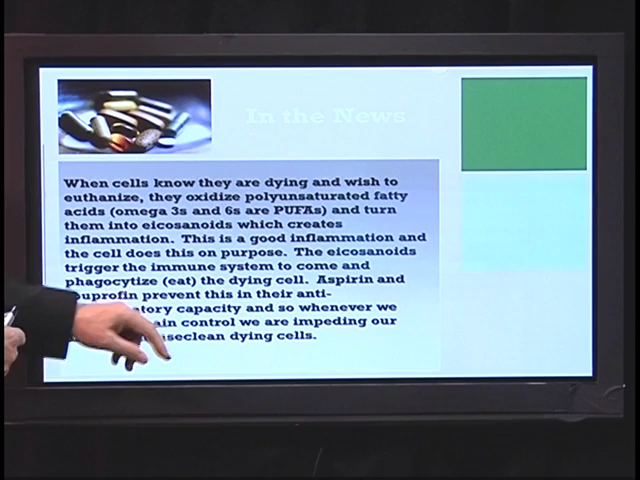 In the News
When cells know they are dying and wish to
euthanize, they oxidize polyunsaturated fatty
acids (omega 3s and 6s are PUFAs) and turn
them into eicosanoids which creates
inflammation. This is a good inflammation and
the cell does this on purpose. The eicosanoids
trigger the immune system to come and
phagocytize (eat) the dying cell. Aspirin and
buprofin prevent this in their anti-
atory capacity and so whenever we
ain control we are impeding our
seclean dying cells.